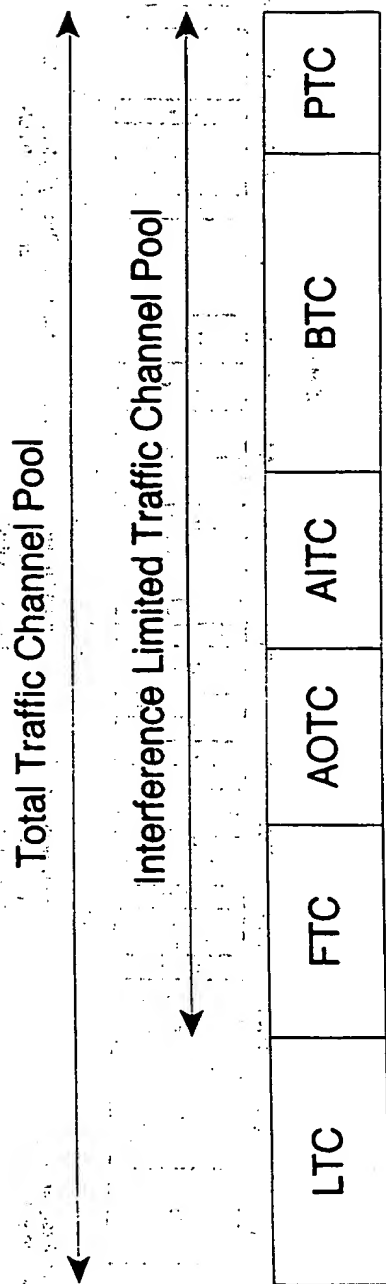 Total Traffic Channel Pool
Interference Limited Traffic Channel Pool
LTC
FTC
AOTC
AITC
BTC
PTC